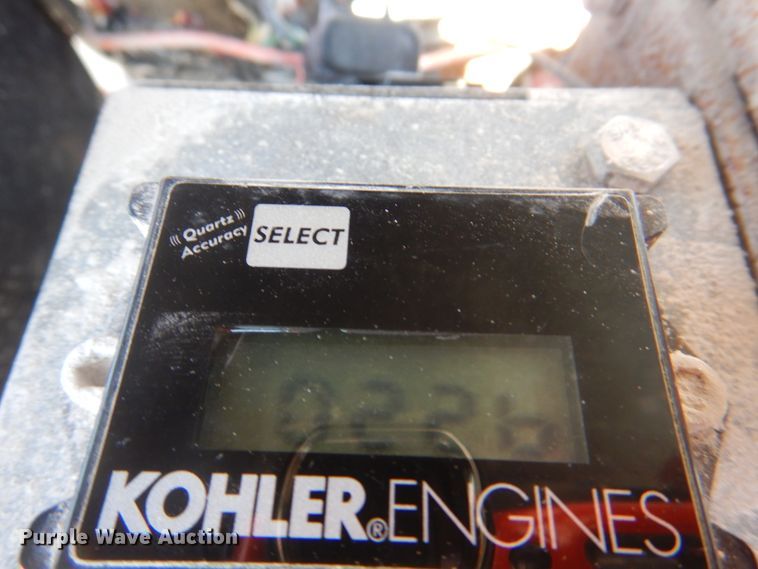 Quartz
Accuracy
SELECT
KOHLER® ENGINES
Purple Wave Auction